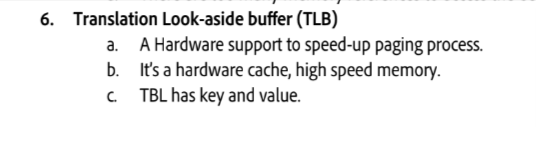 6. Translation Look-aside buffer (TLB)
a. A Hardware support to speed-up paging process.
b. It's a hardware cache, high speed memory.
c. TBL has key and value.